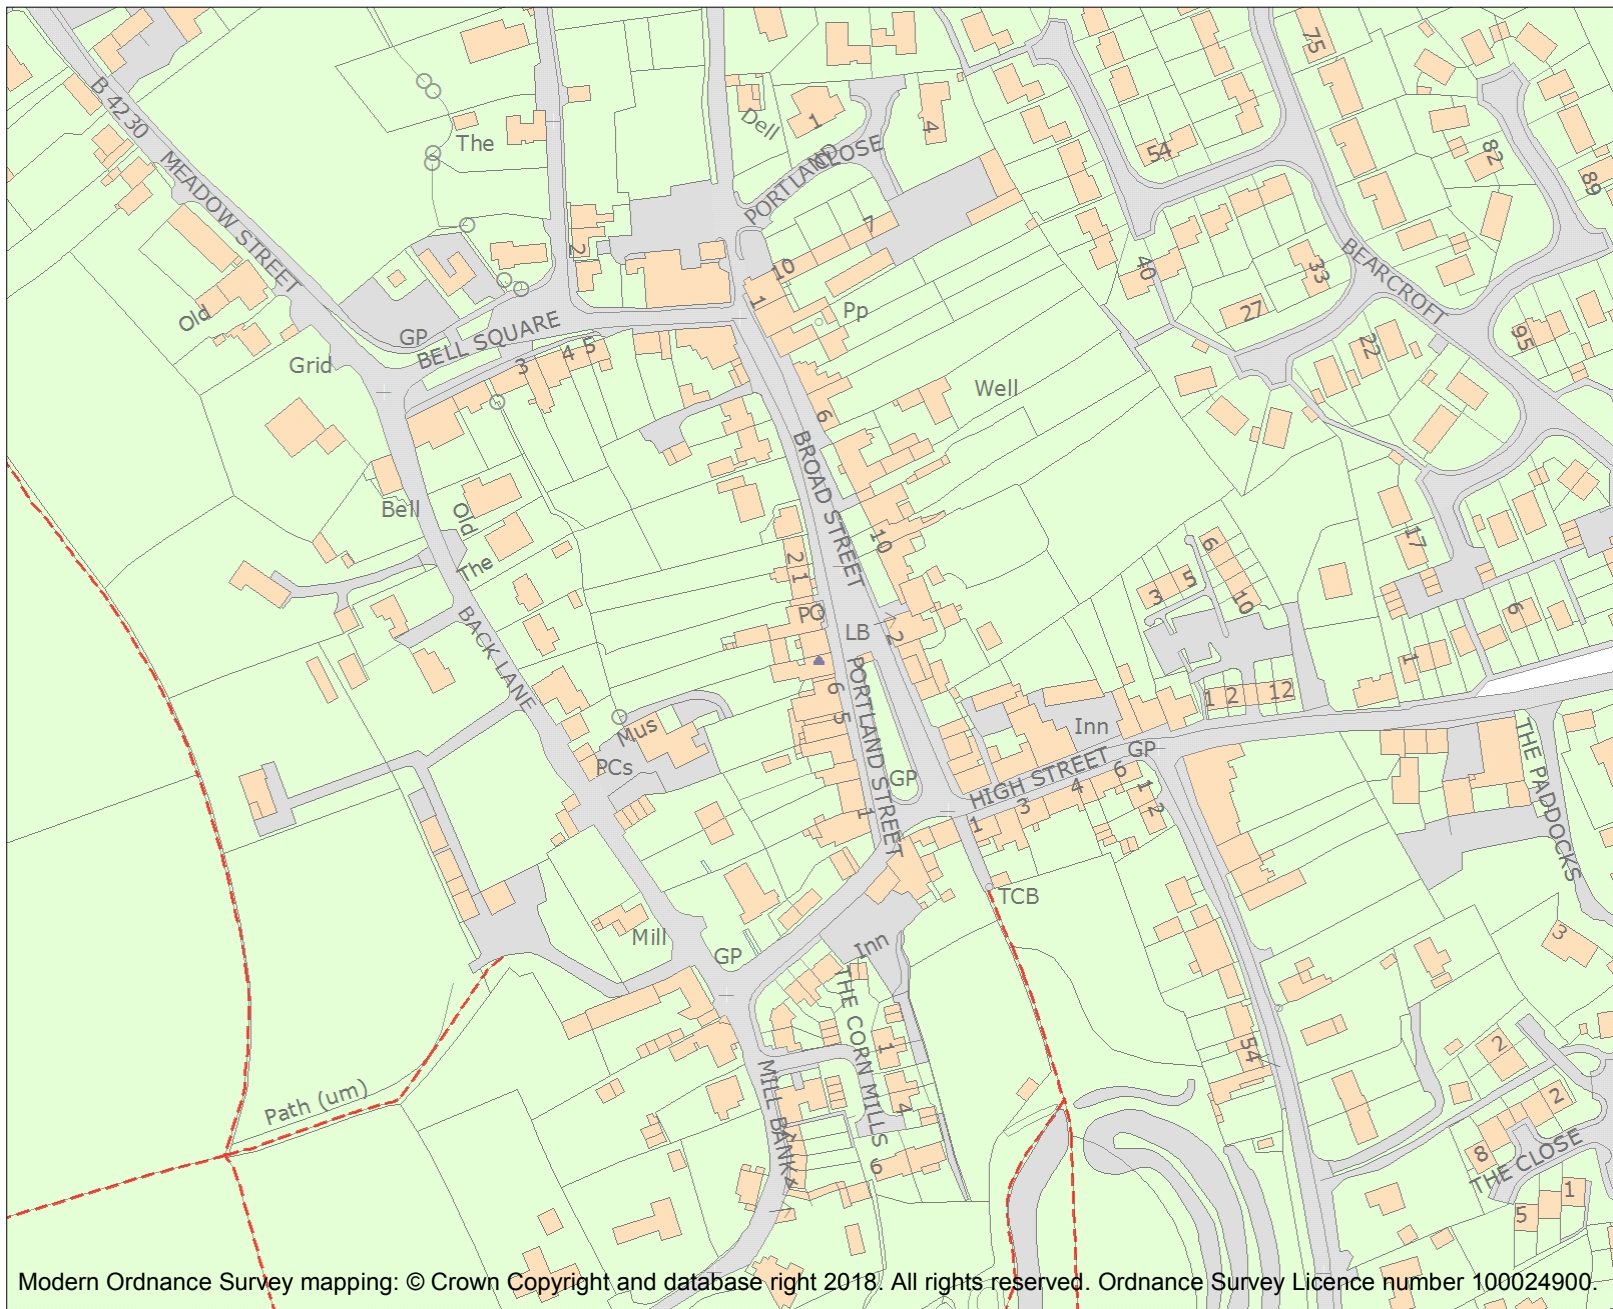 75
B 4230
Dell
1
4
The
PORTLAND CLOSE
54
82
89
MEADOW STREET
7
2
10
40
33
BEARCROFT
1
Old
Pp
27
GP
BELL SQUARE
3
4
5
22
95
Grid
Well
6
BROAD STREET
Bell
Old
The
10
17
6
2
1
5
3
10
6
PO
LB
2
BACK LANE
PORTLAND STREET
6
5
1
1
2
12
Mus
PCs
Inn
GP
THE PADDOCKS
GP
HIGH STREET
6
4
3
1
1
2
1
TCB
Mill
GP
Inn
3
THE CORN MILLS
1
4
6
54
2
2
Path (um)
MILL BANK
4
8
THE CLOSE
1
5
Modern Ordnance Survey mapping: © Crown Copyright and database right 2018. All rights reserved. Ordnance Survey Licence number 100024900.